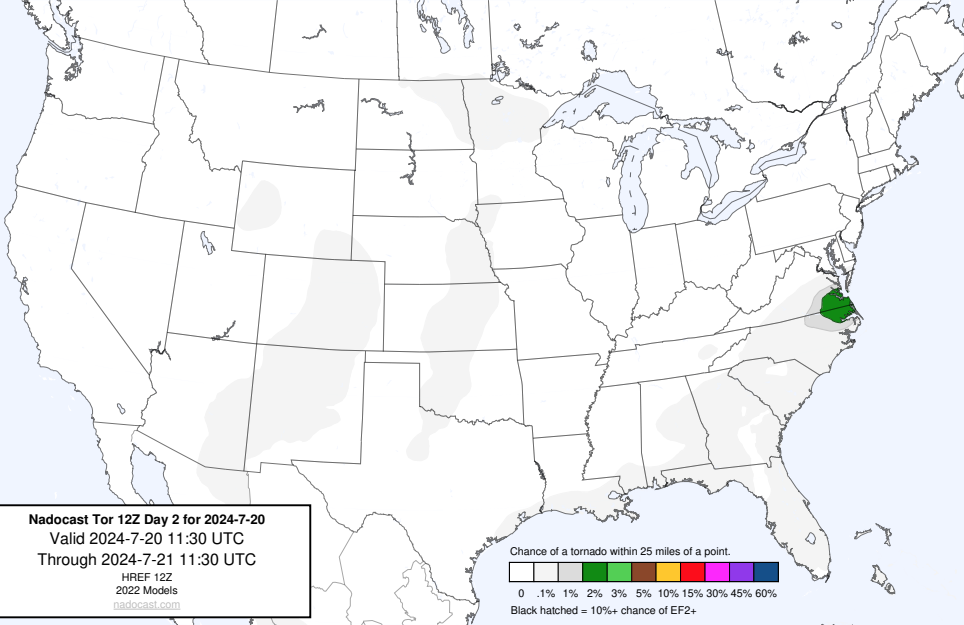 Nadocast Tor 12Z Day 2 for 2024-7-20
Valid 2024-7-20 11:30 UTC
Through 2024-7-21 11:30 UTC
HREF 12Z
2022 Models
nadocast.com
Chance of a tornado within 25 miles of a point.
0 .1% 1% 2% 3% 5% 10% 15% 30% 45% 60%
Black hatched = 10%+ chance of EF2+